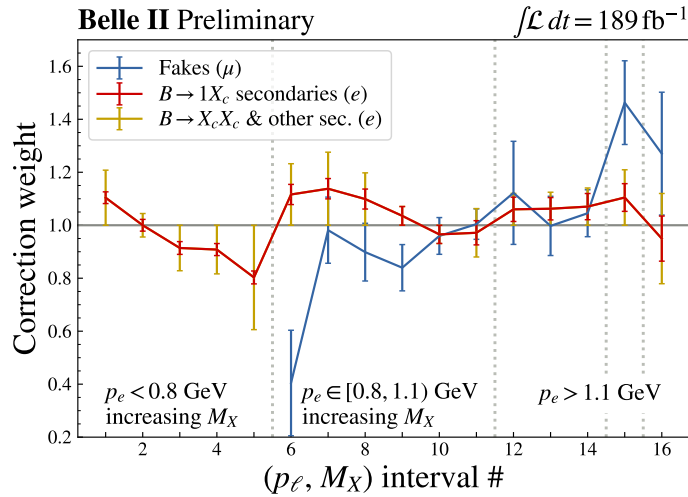 Belle II Preliminary ∫ℒ dt = 189 fb⁻¹
Fakes (μ)
B → 1X_c secondaries (e)
B → X_cX_c & other sec. (e)
Correction weight
1.6
1.4
1.2
1.0
0.8
0.6
0.4
0.2
p_e < 0.8 GeV
increasing M_X
p_e ∈ [0.8, 1.1) GeV
increasing M_X
p_e > 1.1 GeV
2 4 6 8 10 12 14 16
(p_ℓ, M_X) interval #